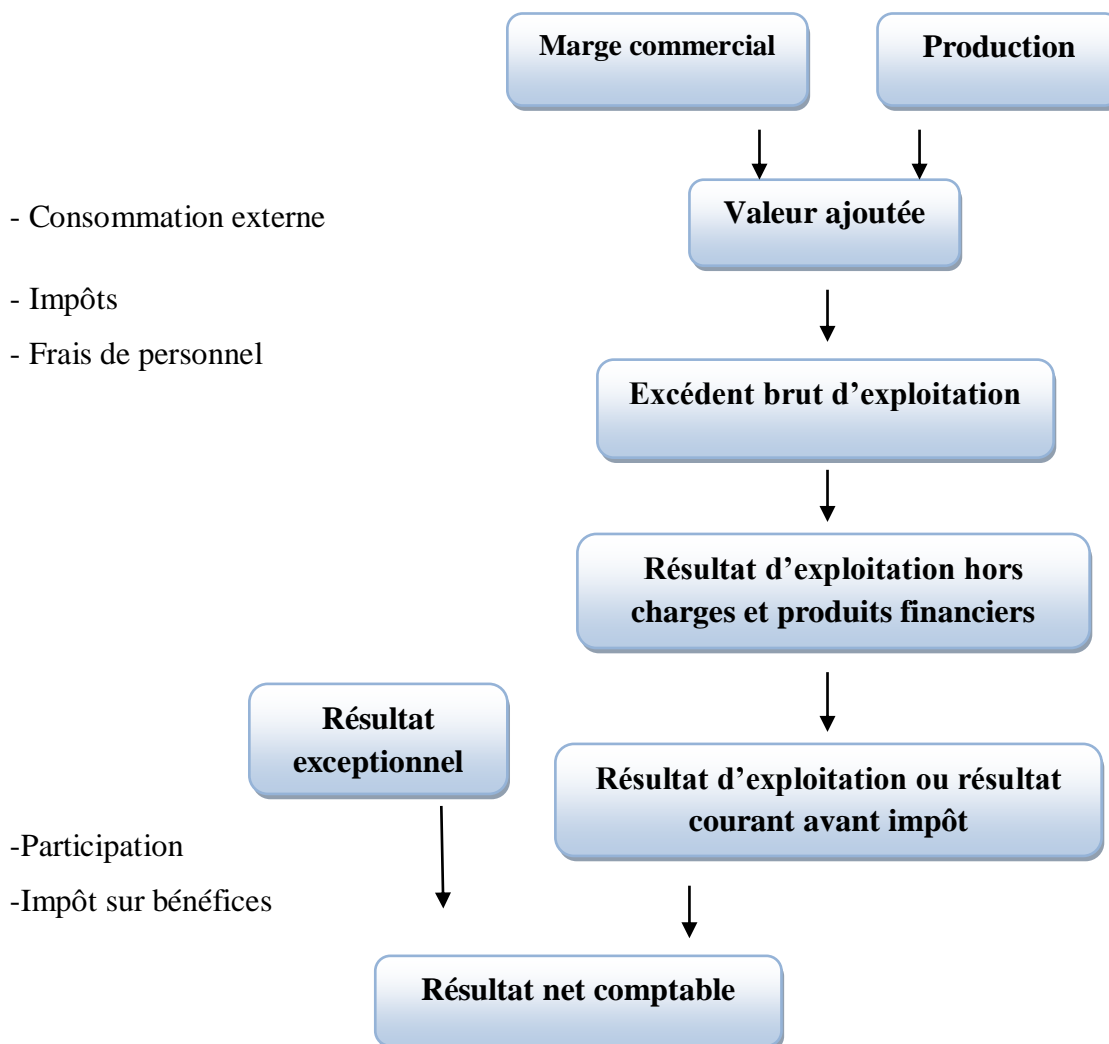 Marge commercial
Production
- Consommation externe
Valeur ajoutée
- Impôts
- Frais de personnel
Excédent brut d’exploitation
Résultat d’exploitation hors
charges et produits financiers
Résultat
exceptionnel
Résultat d’exploitation ou résultat
courant avant impôt
-Participation
-Impôt sur bénéfices
Résultat net comptable